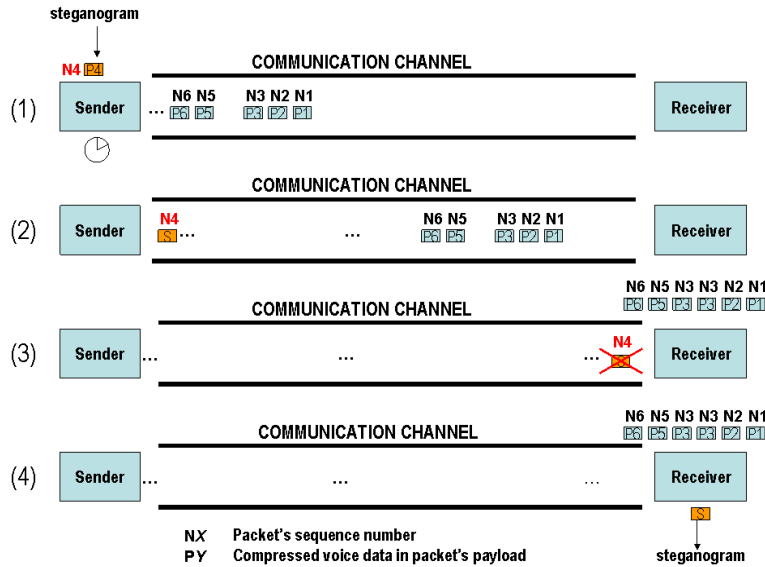 steganogram
COMMUNICATION CHANNEL
N4 P4
N6 N5 N3 N2 N1
(1) Sender ... P6 P5 P3 P2 P1 Receiver
COMMUNICATION CHANNEL
N4 N6 N5 N3 N2 N1
(2) Sender S ... ... P6 P5 P3 P2 P1 Receiver
N6 N5 N3 N3 N2 N1
COMMUNICATION CHANNEL P6 P5 P3 P3 P2 P1
N4
(3) Sender ... ... ... Receiver
N6 N5 N3 N3 N2 N1
COMMUNICATION CHANNEL P6 P5 P3 P3 P2 P1
(4) Sender ... ... ... Receiver
S
NX Packet's sequence number
PY Compressed voice data in packet's payload
steganogram